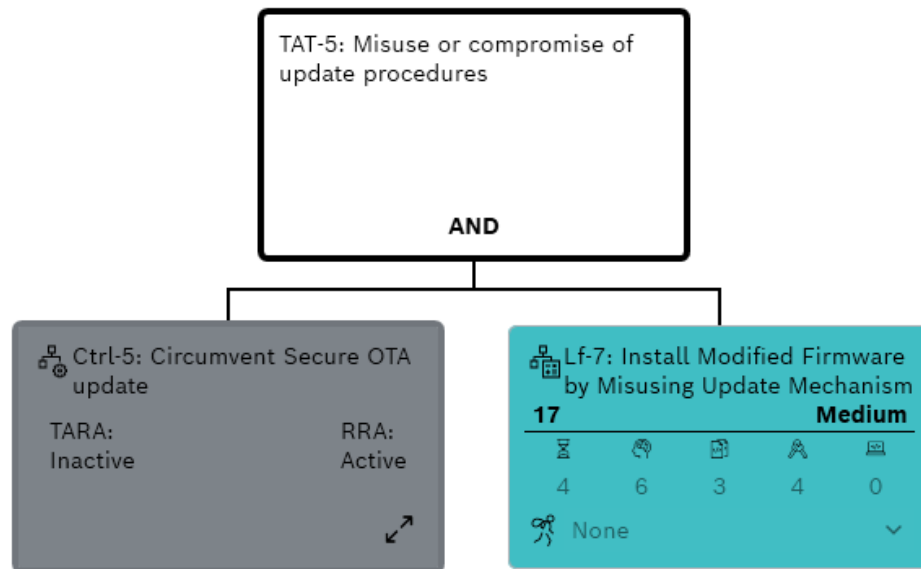 TAT-5: Misuse or compromise of
update procedures
AND
Ctrl-5: Circumvent Secure OTA
update
TARA:
Inactive
RRA:
Active
Lf-7: Install Modified Firmware
by Misusing Update Mechanism
17 Medium
4 6 3 4 0
None